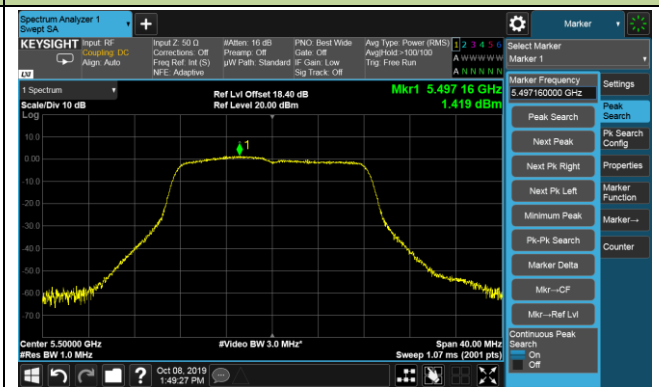 Spectrum Analyzer 1
Swept SA
+
Marker
KEYSIGHT
Input: RF
Coupling: DC
Align: Auto
Input Z: 50 Ω
Corrections: Off
Freq Ref: Int (S)
NFE: Adaptive
#Atten: 16 dB
Preamp: Off
µW Path: Standard
PNO: Best Wide
Gate: Off
IF Gain: Low
Sig Track: Off
Avg Type: Power (RMS)
Avg|Hold:>100/100
Trig: Free Run
1 2 3 4 5 6
A W W W W W
A N N N N N
Select Marker
Marker 1
LXI
1 Spectrum
Scale/Div 10 dB
Log
Ref Lvl Offset 18.40 dB
Ref Level 20.00 dBm
Mkr1 5.497 16 GHz
1.419 dBm
10.0
0.00
-10.0
-20.0
-30.0
-40.0
-50.0
-60.0
-70.0
1
Center 5.50000 GHz
#Res BW 1.0 MHz
#Video BW 3.0 MHz*
Span 40.00 MHz
Sweep 1.07 ms (2001 pts)
Marker Frequency
5.497160000 GHz
Peak Search
Next Peak
Next Pk Right
Next Pk Left
Minimum Peak
Pk-Pk Search
Marker Delta
Mkr→CF
Mkr→Ref Lvl
Continuous Peak
Search
On
Off
Settings
Peak
Search
Pk Search
Config
Properties
Marker
Function
Marker→
Counter
?
Oct 08, 2019
1:49:27 PM